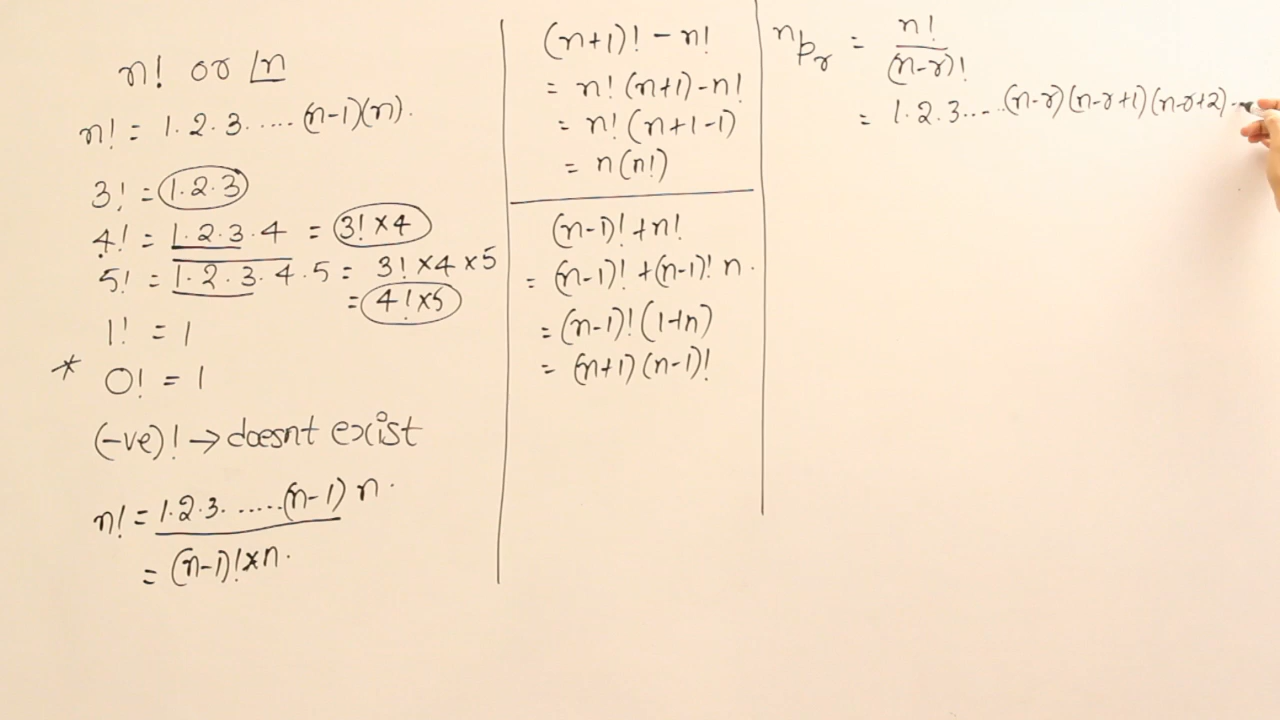 n! or |n
n! = 1.2.3.....(n-1)(n).
3! = 1.2.3
4! = 1.2.3.4 = 3!×4
5! = 1.2.3.4.5 = 3!×4×5
= 4!×5
1! = 1
* 0! = 1
(-ve)! → doesnt exist
n! = 1.2.3. .....(n-1) n.
= (n-1)!×n.
(n+1)! - n!
= n!(n+1)-n!
= n!(n+1-1)
= n(n!)
(n-1)!+n!
= (n-1)!+(n-1)! n.
= (n-1)!(1+n)
= (n+1)(n-1)!
ⁿPᵣ = n!/(n-r)!
= 1.2.3.....(n-r)(n-r+1)(n-r+2)..